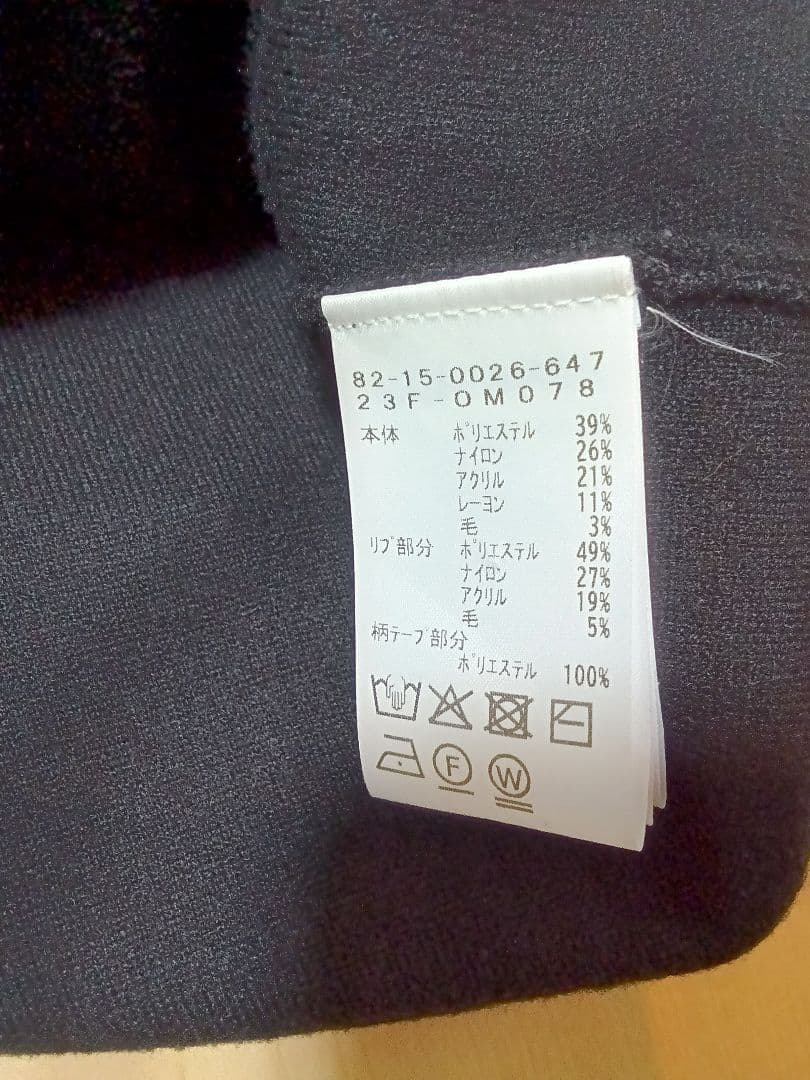 82-15-0026-647
23F-OM078
本体 ポリエステル 39%
ナイロン 26%
アクリル 21%
レーヨン 11%
毛 3%
リブ部分 ポリエステル 49%
ナイロン 27%
アクリル 19%
毛 5%
柄テープ部分
ポリエステル 100%
F W